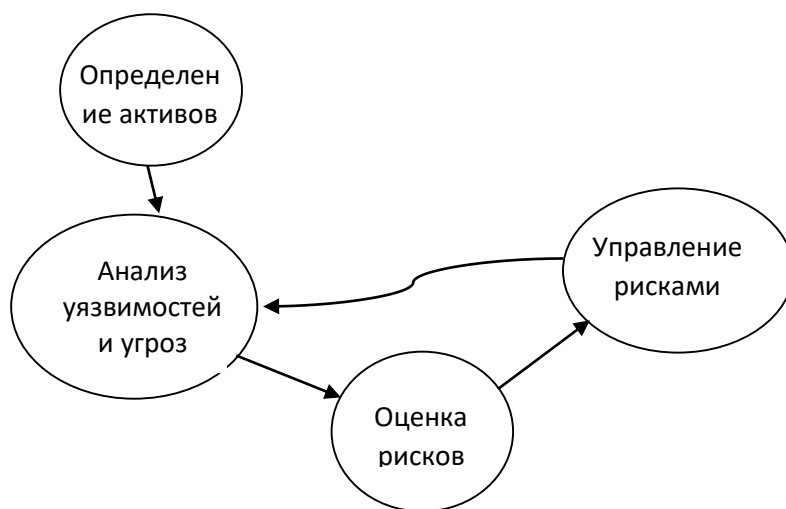 Определен
ие активов
Анализ
уязвимостей
и угроз
Управление
рисками
Оценка
рисков